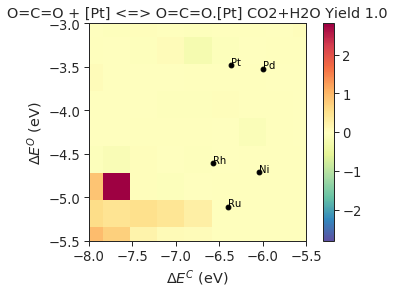 O=C=O + [Pt] <=> O=C=O.[Pt] CO2+H2O Yield 1.0
−3.0
−3.5
−4.0
−4.5
−5.0
−5.5
ΔE^O (eV)
Pt
Pd
Rh
Ni
Ru
−8.0
−7.5
−7.0
−6.5
−6.0
−5.5
ΔE^C (eV)
2
1
0
−1
−2